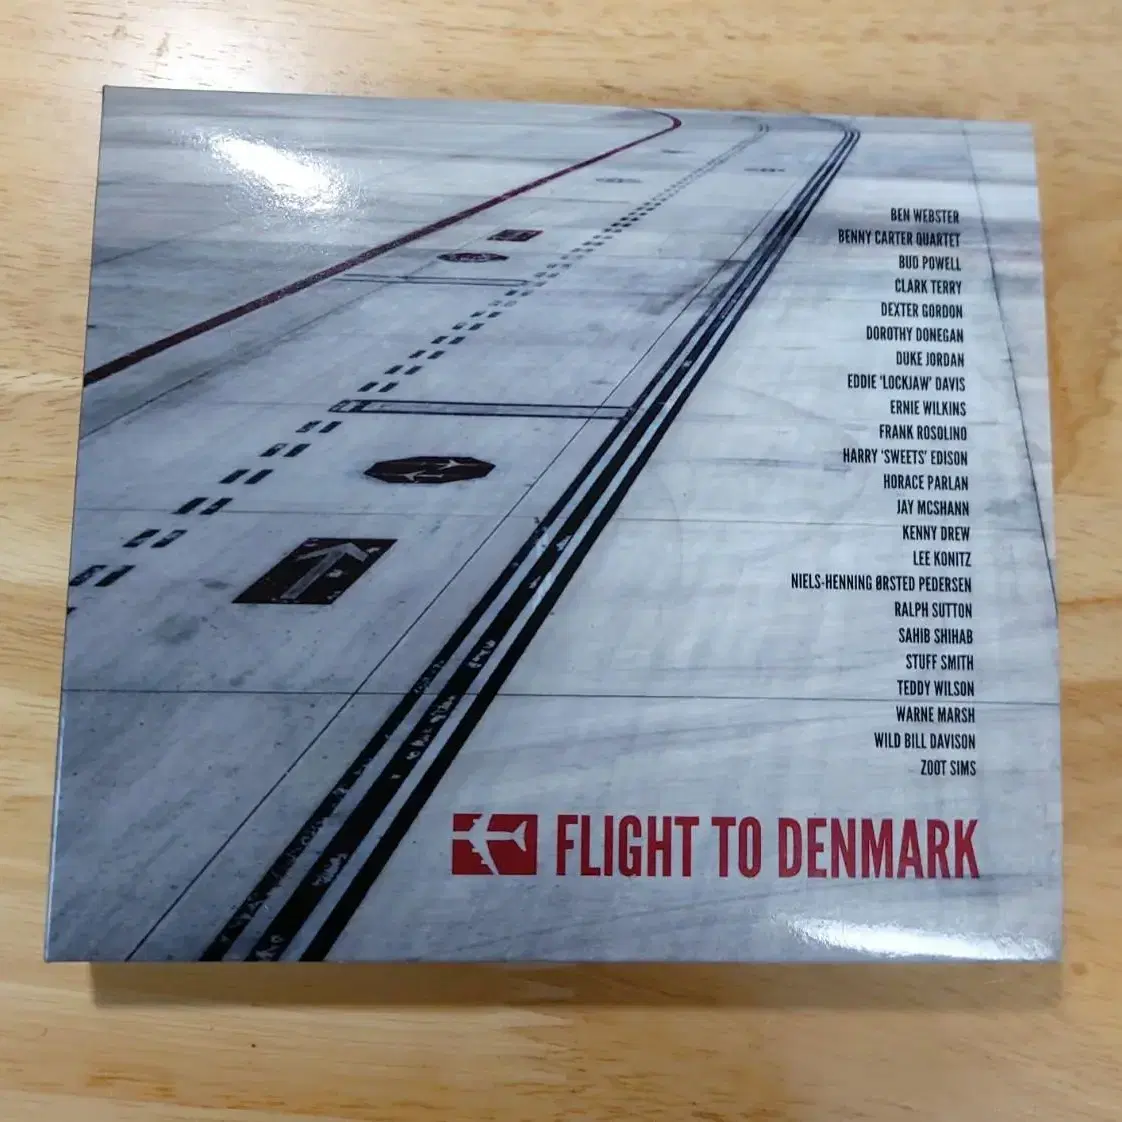 BEN WEBSTER
BENNY CARTER QUARTET
BUD POWELL
CLARK TERRY
DEXTER GORDON
DOROTHY DONEGAN
DUKE JORDAN
EDDIE 'LOCKJAW' DAVIS
ERNIE WILKINS
FRANK ROSOLINO
HARRY 'SWEETS' EDISON
HORACE PARLAN
JAY MCSHANN
KENNY DREW
LEE KONITZ
NIELS-HENNING ØRSTED PEDERSEN
RALPH SUTTON
SAHIB SHIHAB
STUFF SMITH
TEDDY WILSON
WARNE MARSH
WILD BILL DAVISON
ZOOT SIMS
FLIGHT TO DENMARK